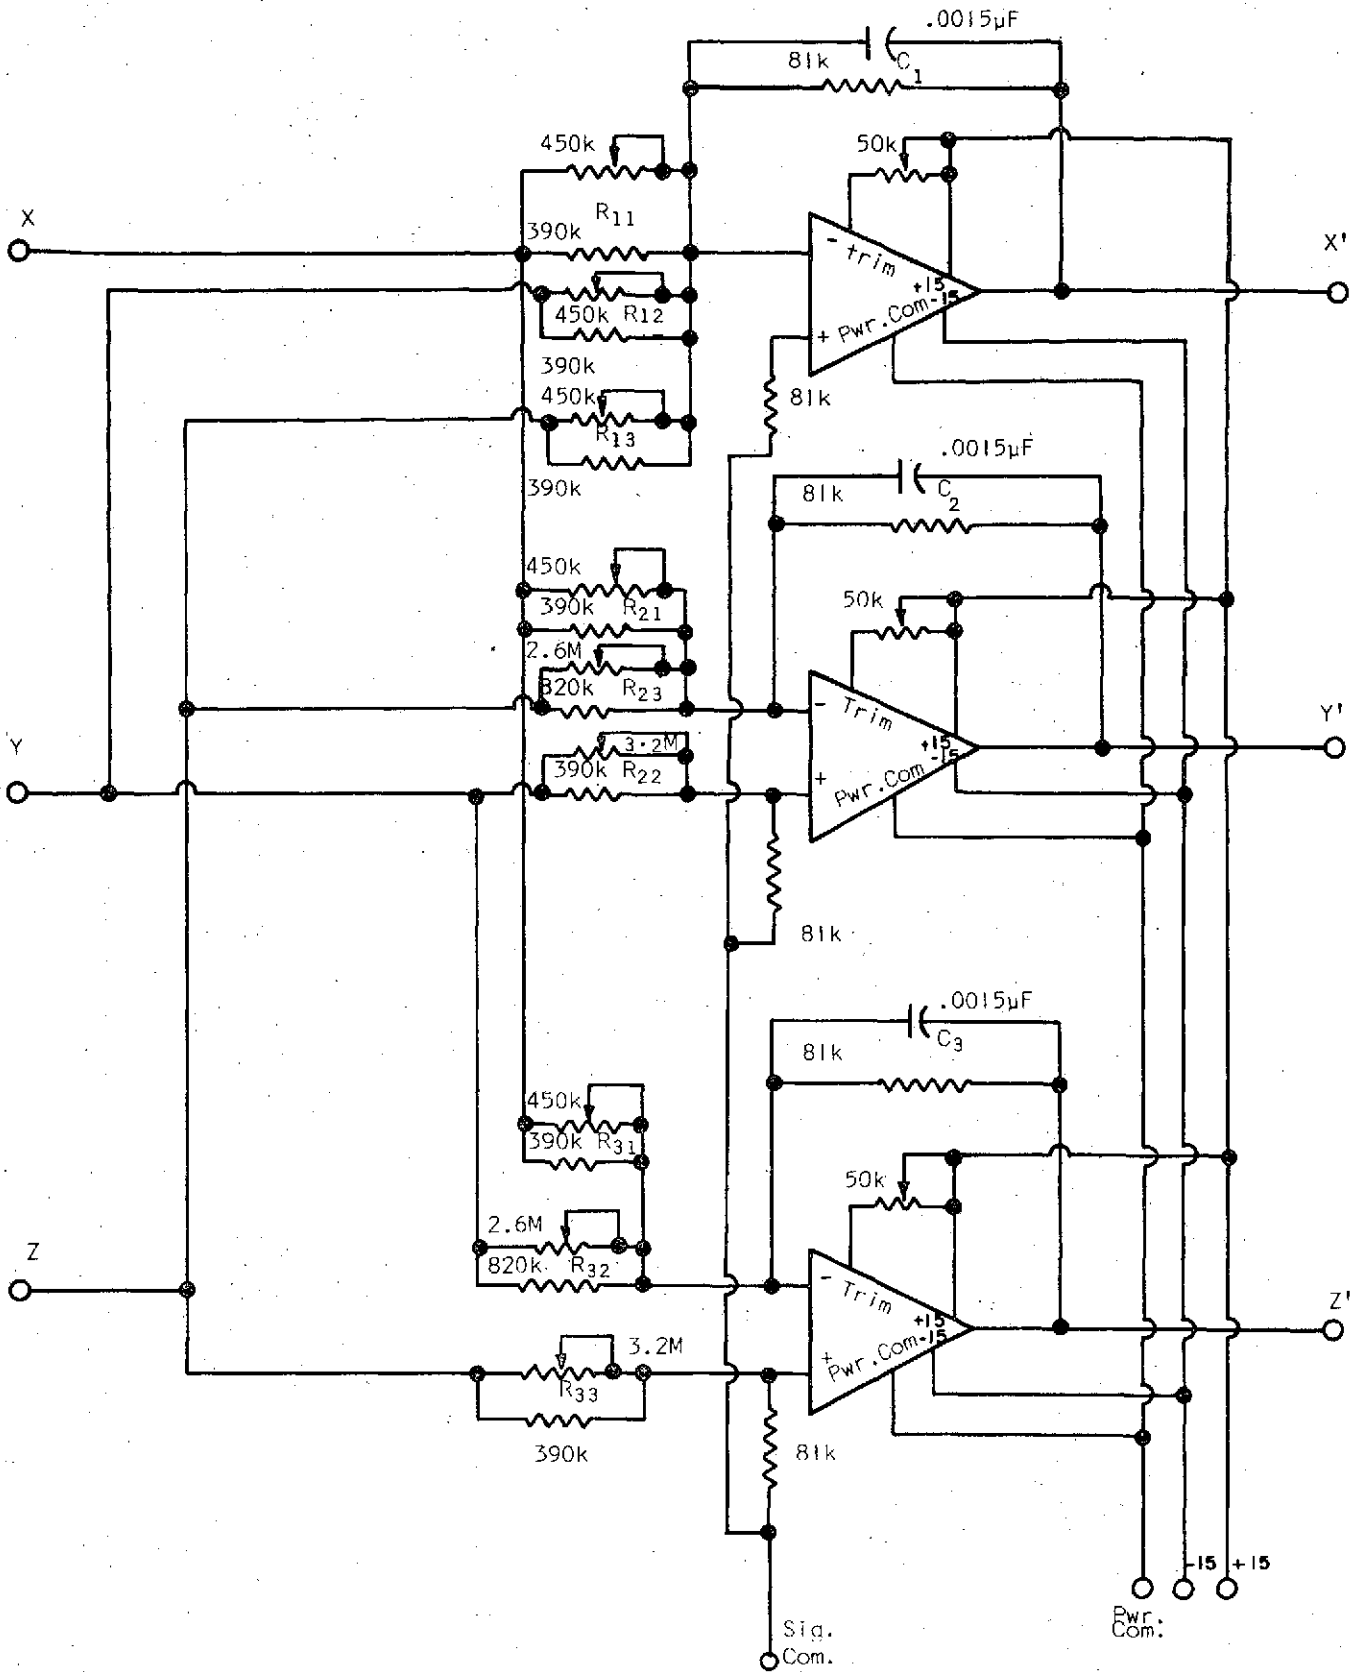 .0015µF
81k
C1
450k
50k
R11
X
390k
- trim
X'
+15
-15
450k
R12
+ Pwr.Com
390k
450k
81k
R13
390k
.0015µF
81k
C2
450k
390k
R21
50k
2.6M
820k
R23
- Trim
Y
Y'
3.2M
390k
R22
+15
-15
+
Pwr.Com
81k
.0015µF
C3
81k
450k
390k
R31
50k
2.6M
Z
820k
R32
- Trim
Z'
+15
-15
3.2M
+
Pwr.Com
R33
390k
81k
-15
+15
Pwr.
Com.
Sig.
Com.